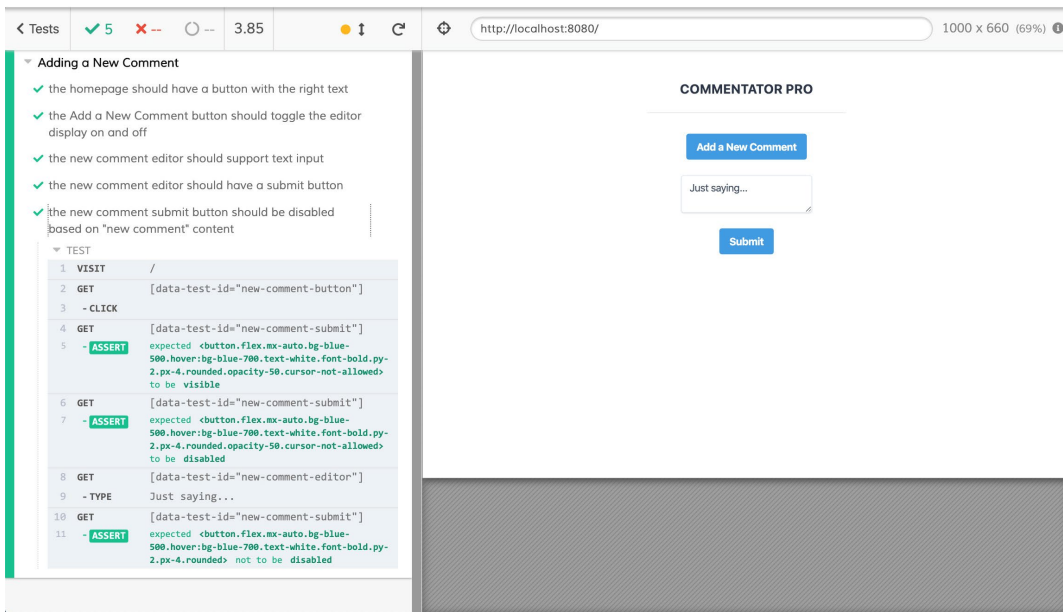 Tests
5
--
--
3.85
http://localhost:8080/
1000 x 660 (69%)
Adding a New Comment
the homepage should have a button with the right text
the Add a New Comment button should toggle the editor
display on and off
the new comment editor should support text input
the new comment editor should have a submit button
the new comment submit button should be disabled
based on "new comment" content
TEST
1 VISIT /
2 GET [data-test-id="new-comment-button"]
3 - CLICK
4 GET [data-test-id="new-comment-submit"]
5 - ASSERT expected <button.flex.mx-auto.bg-blue-
500.hover:bg-blue-700.text-white.font-bold.py-
2.px-4.rounded.opacity-50.cursor-not-allowed>
to be visible
6 GET [data-test-id="new-comment-submit"]
7 - ASSERT expected <button.flex.mx-auto.bg-blue-
500.hover:bg-blue-700.text-white.font-bold.py-
2.px-4.rounded.opacity-50.cursor-not-allowed>
to be disabled
8 GET [data-test-id="new-comment-editor"]
9 - TYPE Just saying...
10 GET [data-test-id="new-comment-submit"]
11 - ASSERT expected <button.flex.mx-auto.bg-blue-
500.hover:bg-blue-700.text-white.font-bold.py-
2.px-4.rounded> not to be disabled
COMMENTATOR PRO
Add a New Comment
Just saying...
Submit